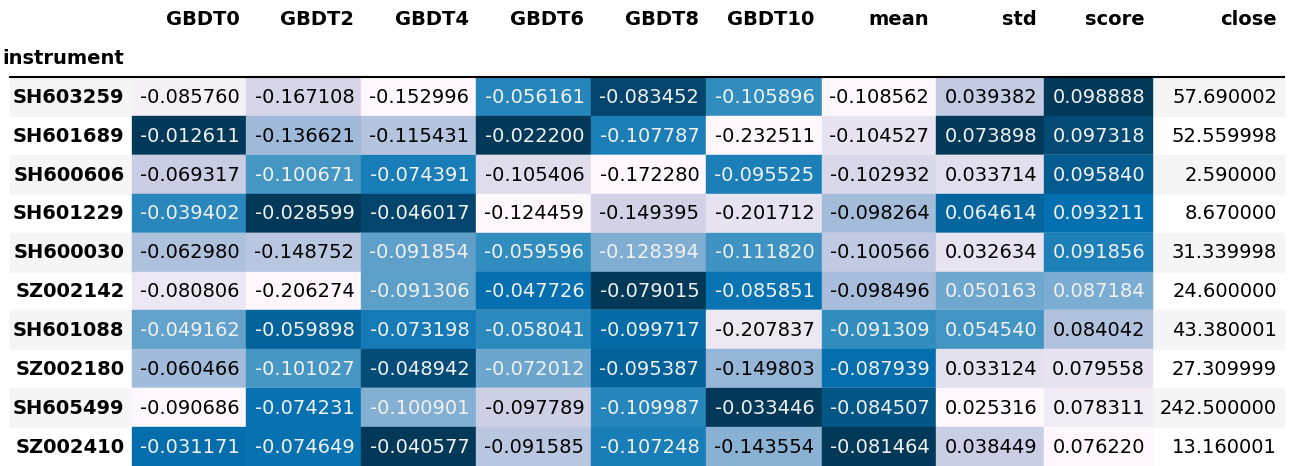 GBDT0 GBDT2 GBDT4 GBDT6 GBDT8 GBDT10 mean std score close
instrument
SH603259 -0.085760 -0.167108 -0.152996 -0.056161 -0.083452 -0.105896 -0.108562 0.039382 0.098888 57.690002
SH601689 -0.012611 -0.136621 -0.115431 -0.022200 -0.107787 -0.232511 -0.104527 0.073898 0.097318 52.559998
SH600606 -0.069317 -0.100671 -0.074391 -0.105406 -0.172280 -0.095525 -0.102932 0.033714 0.095840 2.590000
SH601229 -0.039402 -0.028599 -0.046017 -0.124459 -0.149395 -0.201712 -0.098264 0.064614 0.093211 8.670000
SH600030 -0.062980 -0.148752 -0.091854 -0.059596 -0.128394 -0.111820 -0.100566 0.032634 0.091856 31.339998
SZ002142 -0.080806 -0.206274 -0.091306 -0.047726 -0.079015 -0.085851 -0.098496 0.050163 0.087184 24.600000
SH601088 -0.049162 -0.059898 -0.073198 -0.058041 -0.099717 -0.207837 -0.091309 0.054540 0.084042 43.380001
SZ002180 -0.060466 -0.101027 -0.048942 -0.072012 -0.095387 -0.149803 -0.087939 0.033124 0.079558 27.309999
SH605499 -0.090686 -0.074231 -0.100901 -0.097789 -0.109987 -0.033446 -0.084507 0.025316 0.078311 242.500000
SZ002410 -0.031171 -0.074649 -0.040577 -0.091585 -0.107248 -0.143554 -0.081464 0.038449 0.076220 13.160001